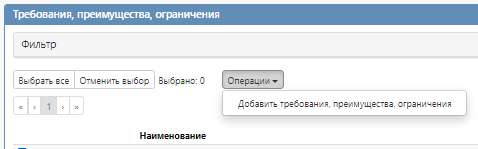 Требования, преимущества, ограничения
Фильтр
Выбрать все Отменить выбор Выбрано: 0 Операции
« ‹ 1 › »
Добавить требования, преимущества, ограничения
Наименование